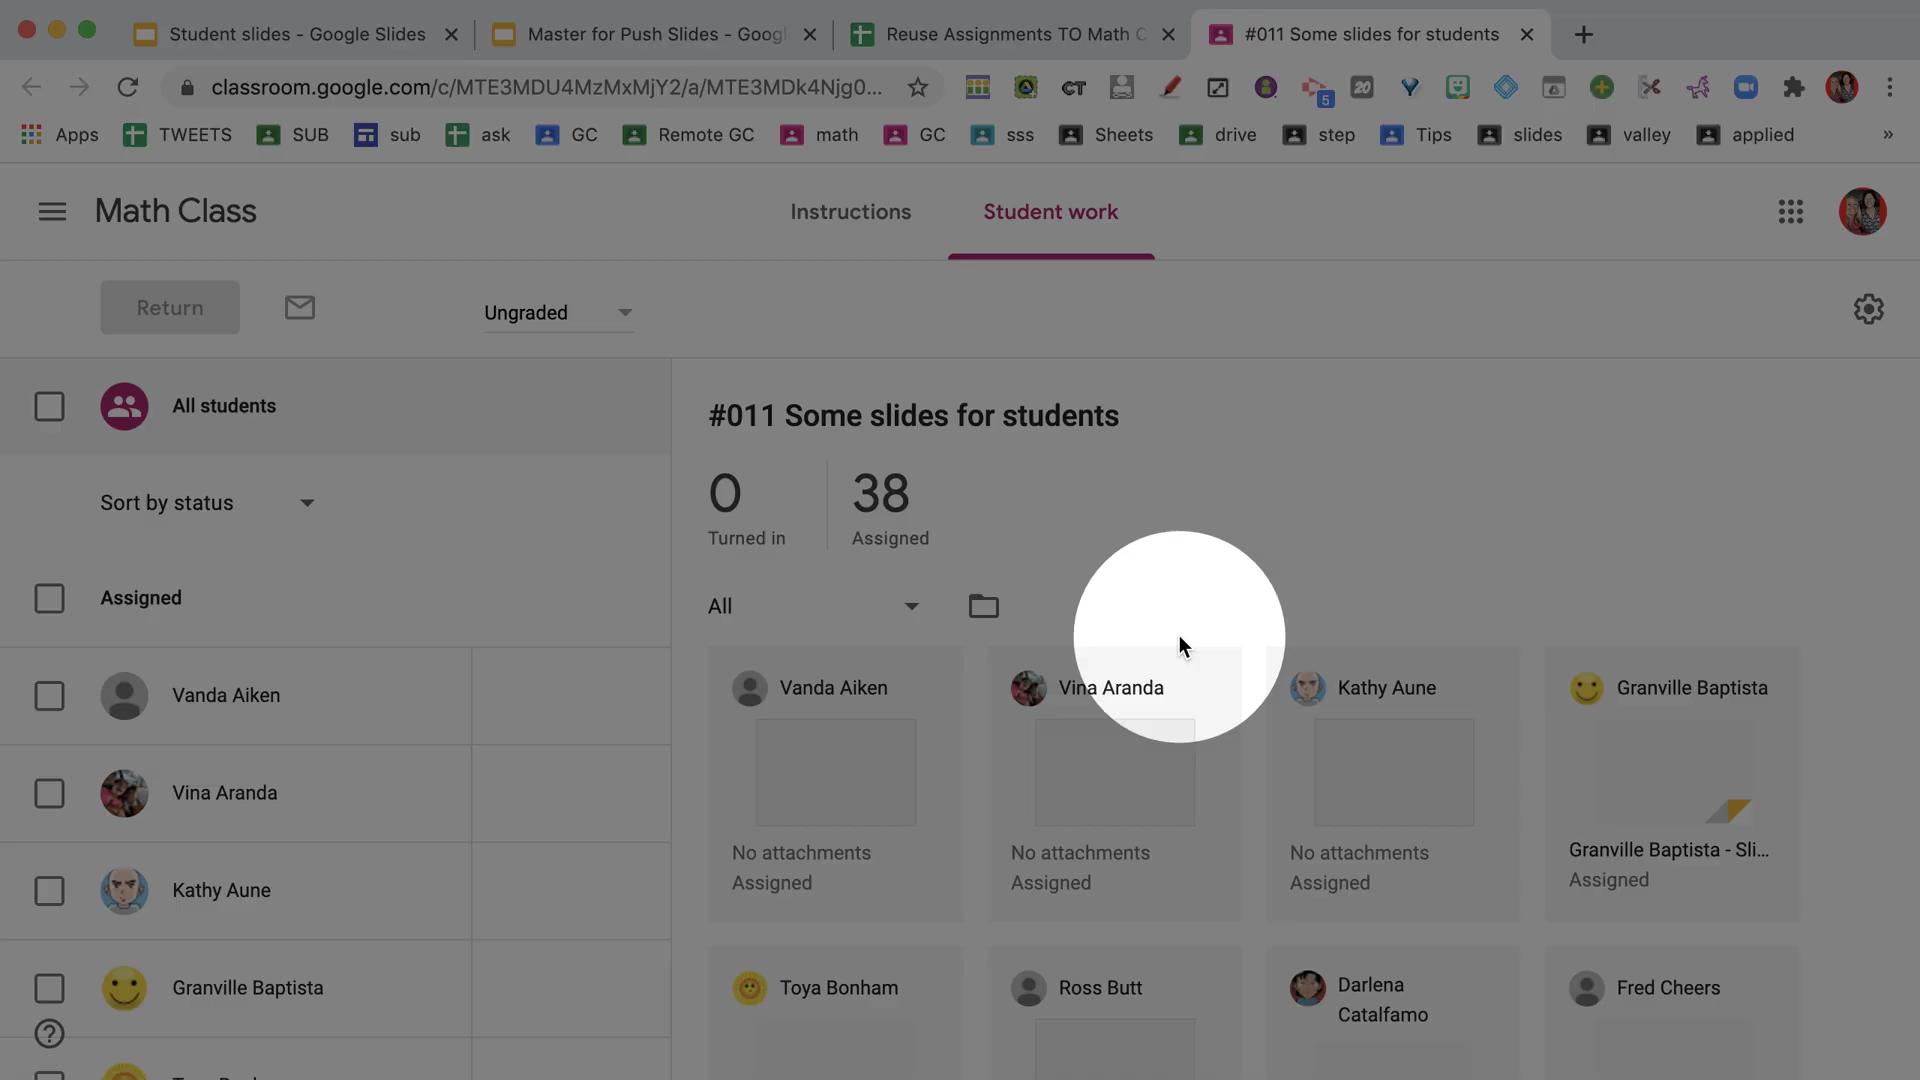 Student slides - Google Slides
Master for Push Slides - Googl
Reuse Assignments TO Math C
#011 Some slides for students
classroom.google.com/c/MTE3MDU4MzMxMjY2/a/MTE3MDk4Njg0...
CT
5
20
Apps
TWEETS
SUB
sub
ask
GC
Remote GC
math
GC
sss
Sheets
drive
step
Tips
slides
valley
applied
»
Math Class
Instructions
Student work
Return
Ungraded
All students
#011 Some slides for students
0
38
Turned in
Assigned
Sort by status
All
Assigned
Vanda Aiken
Vina Aranda
Kathy Aune
Granville Baptista
Vanda Aiken
No attachments
Assigned
Vina Aranda
No attachments
Assigned
Kathy Aune
No attachments
Assigned
Granville Baptista
Granville Baptista - Sli...
Assigned
Toya Bonham
Ross Butt
Darlena
Catalfamo
Fred Cheers